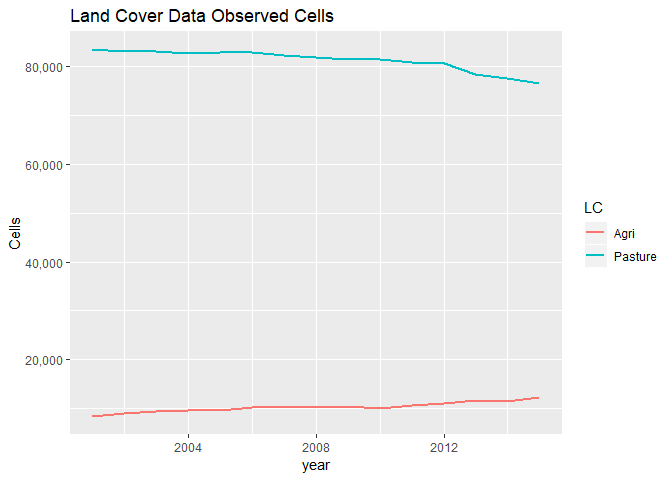 Land Cover Data Observed Cells
80,000
60,000
40,000
20,000
Cells
2004
2008
2012
year
LC
Agri
Pasture